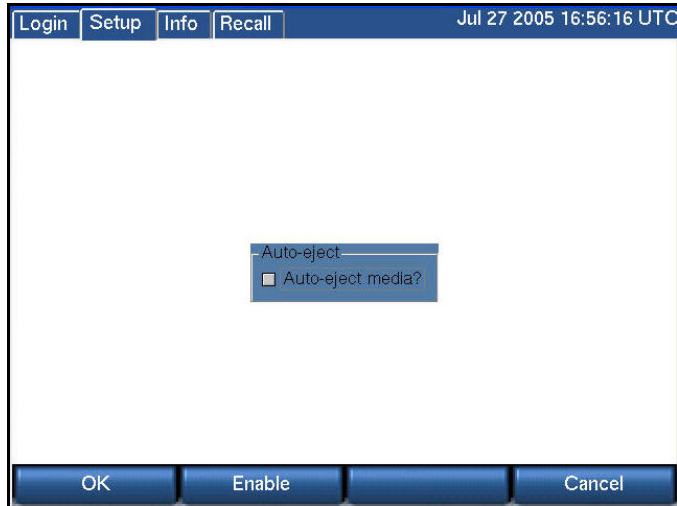 Login Setup Info Recall Jul 27 2005 16:56:16 UTC
Auto-eject
Auto-eject media?
OK Enable Cancel